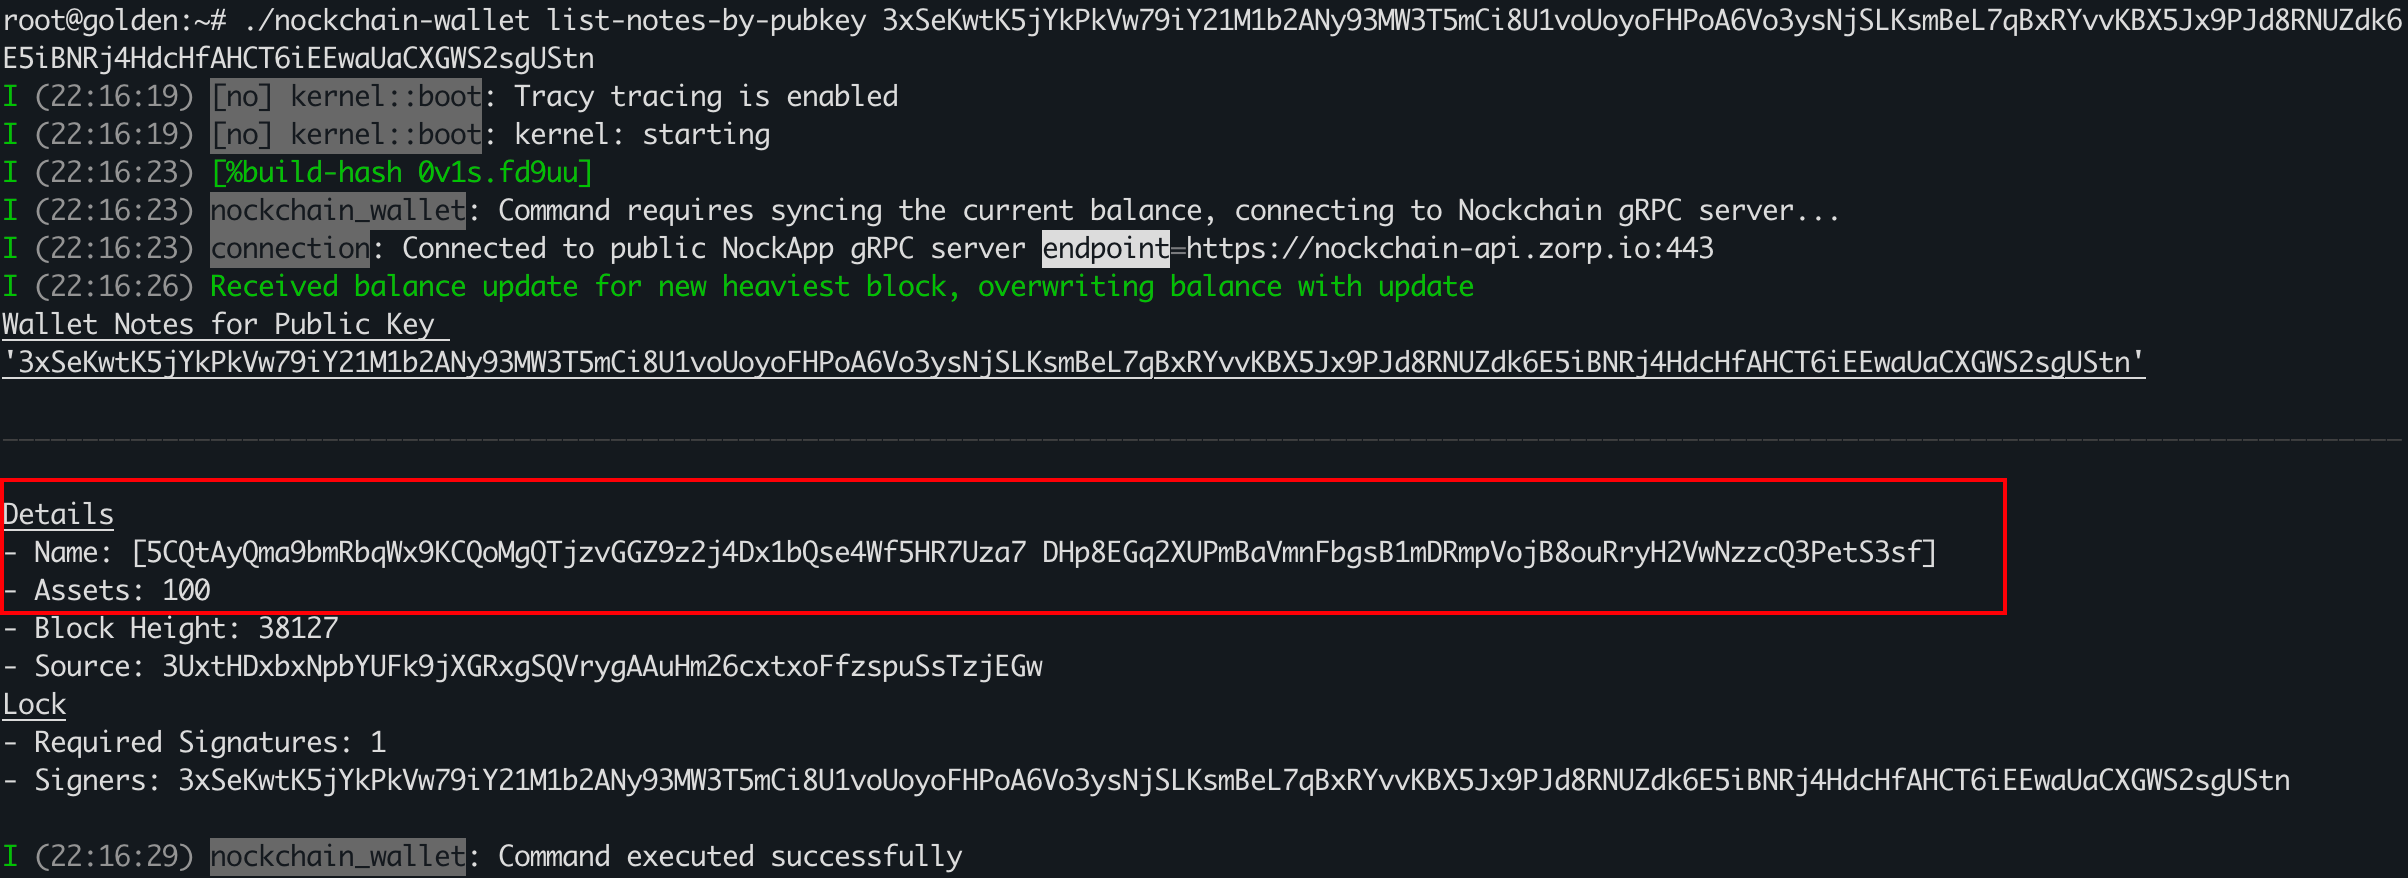 root@golden:~# ./nockchain-wallet list-notes-by-pubkey 3xSeKwtK5jYkPkVw79iY21M1b2ANy93MW3T5mCi8U1voUoyoFHPoA6Vo3ysNjSLKsmBeL7qBxRYvvKBX5Jx9PJd8RNUZdk6
E5iBNRj4HdcHfAHCT6iEEwaUaCXGWS2sgUStn
I (22:16:19) [no] kernel::boot: Tracy tracing is enabled
I (22:16:19) [no] kernel::boot: kernel: starting
I (22:16:23) [%build-hash 0v1s.fd9uu]
I (22:16:23) nockchain_wallet: Command requires syncing the current balance, connecting to Nockchain gRPC server...
I (22:16:23) connection: Connected to public NockApp gRPC server endpoint=https://nockchain-api.zorp.io:443
I (22:16:26) Received balance update for new heaviest block, overwriting balance with update
Wallet Notes for Public Key
'3xSeKwtK5jYkPkVw79iY21M1b2ANy93MW3T5mCi8U1voUoyoFHPoA6Vo3ysNjSLKsmBeL7qBxRYvvKBX5Jx9PJd8RNUZdk6E5iBNRj4HdcHfAHCT6iEEwaUaCXGWS2sgUStn'
Details
- Name: [5CQtAyQma9bmRbqWx9KCQoMgQTjzvGGZ9z2j4Dx1bQse4Wf5HR7Uza7 DHp8EGq2XUPmBaVmnFbgsB1mDRmpVojB8ouRryH2VwNzzcQ3PetS3sf]
- Assets: 100
- Block Height: 38127
- Source: 3UxtHDxbxNpbYUFk9jXGRxgSQVrygAAuHm26cxtxoFfzspuSsTzjEGw
Lock
- Required Signatures: 1
- Signers: 3xSeKwtK5jYkPkVw79iY21M1b2ANy93MW3T5mCi8U1voUoyoFHPoA6Vo3ysNjSLKsmBeL7qBxRYvvKBX5Jx9PJd8RNUZdk6E5iBNRj4HdcHfAHCT6iEEwaUaCXGWS2sgUStn
I (22:16:29) nockchain_wallet: Command executed successfully